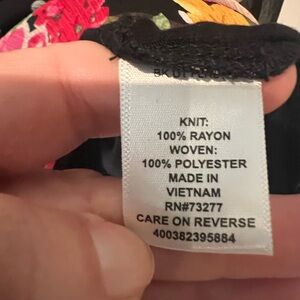 KNIT:
100% RAYON
WOVEN:
100% POLYESTER
MADE IN
VIETNAM
RN#73277
CARE ON REVERSE
400382395884